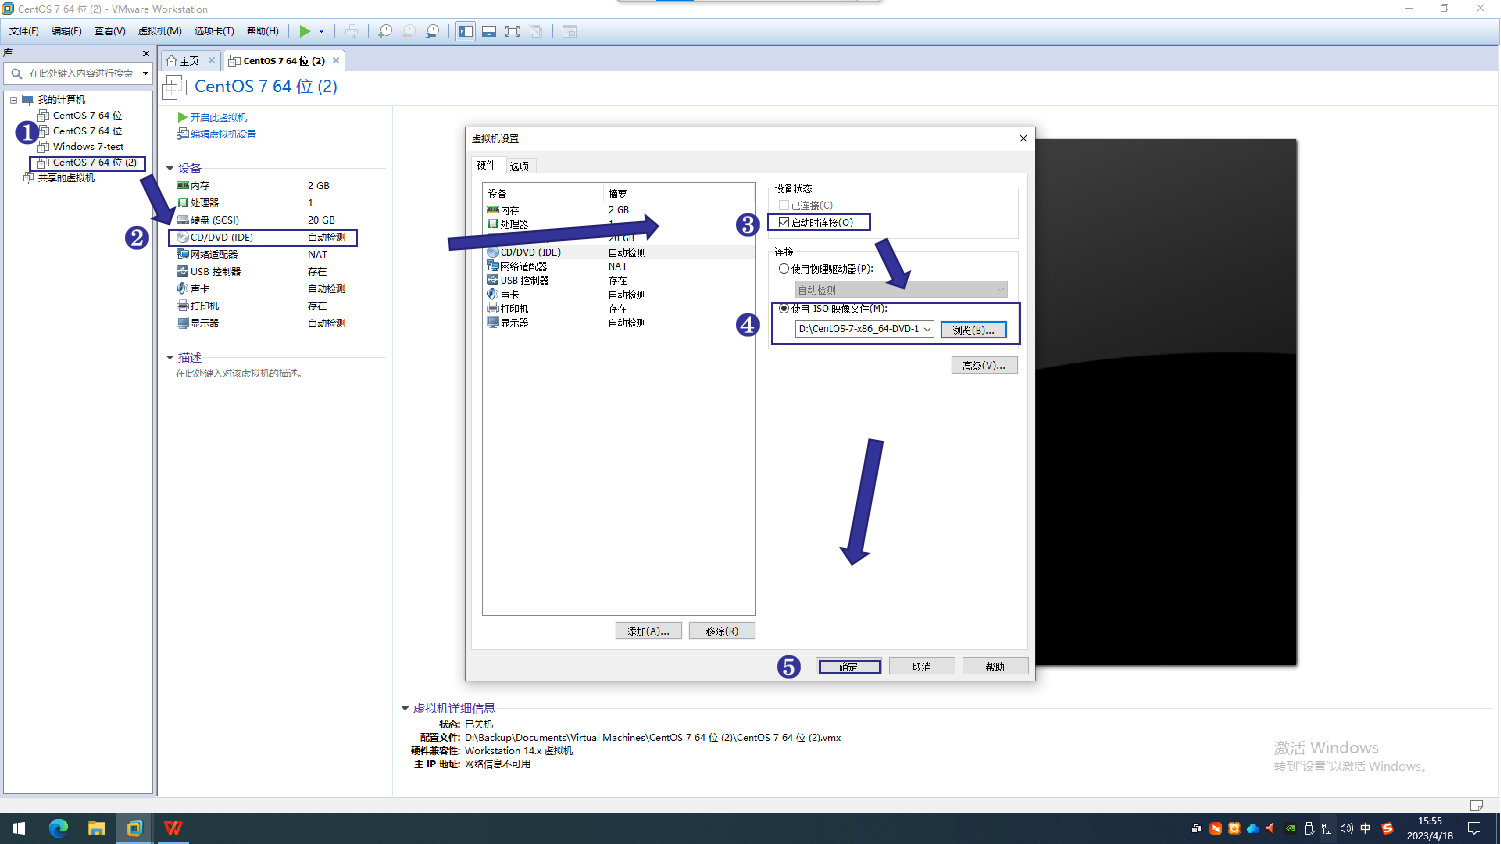 CentOS 7 64 位 (2) - VMware Workstation
文件(F) 编辑(E) 查看(V) 虚拟机(M) 选项卡(T) 帮助(H)
库
在此处键入内容进行搜索
我的计算机
CentOS 7 64 位
CentOS 7 64 位
Windows 7-test
CentOS 7 64 位 (2)
共享的虚拟机
1
2
主页 CentOS 7 64 位 (2)
CentOS 7 64 位 (2)
开启此虚拟机
编辑虚拟机设置
设备
内存 2 GB
处理器 1
硬盘 (SCSI) 20 GB
CD/DVD (IDE) 自动检测
网络适配器 NAT
USB 控制器 存在
声卡 自动检测
打印机 存在
显示器 自动检测
描述
在此处键入对该虚拟机的描述。
虚拟机设置
硬件 选项
设备 摘要
内存 2 GB
处理器
20 GB
CD/DVD (IDE) 自动检测
网络适配器 NAT
USB 控制器 存在
声卡 自动检测
打印机 存在
显示器 自动检测
添加(A)... 移除(R)
设备状态
已连接(C)
3 启动时连接(O)
连接
使用物理驱动器(P):
自动检测
使用 ISO 映像文件(M):
4 D:\CentOS-7-x86_64-DVD-1 浏览(B)...
高级(V)...
5 确定 取消 帮助
虚拟机详细信息
状态: 已关机
配置文件: D:\Backup\Documents\Virtual Machines\CentOS 7 64 位 (2)\CentOS 7 64 位 (2).vmx
硬件兼容性: Workstation 14.x 虚拟机
主 IP 地址: 网络信息不可用
激活 Windows
转到"设置"以激活 Windows。
中
15:55
2023/4/18